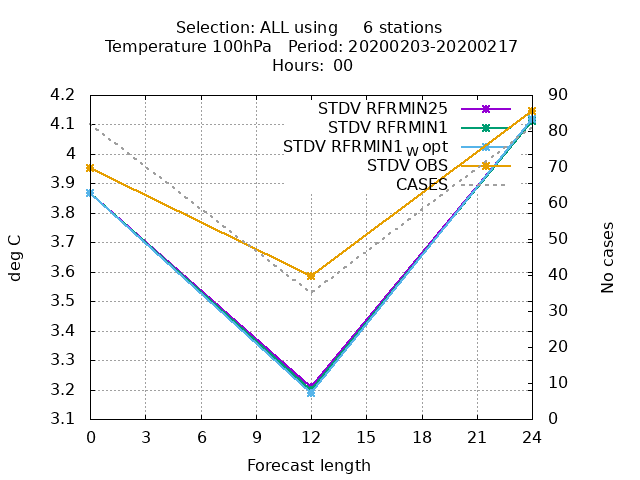 Selection: ALL using     6 stations
Temperature 100hPa   Period: 20200203-20200217
Hours:  00
STDV RFRMIN25
STDV RFRMIN1
STDV RFRMIN1_w opt
STDV OBS
CASES
4.2
4.1
4
3.9
3.8
3.7
3.6
3.5
3.4
3.3
3.2
3.1
deg C
90
80
70
60
50
40
30
20
10
0
No cases
0 3 6 9 12 15 18 21 24
Forecast length